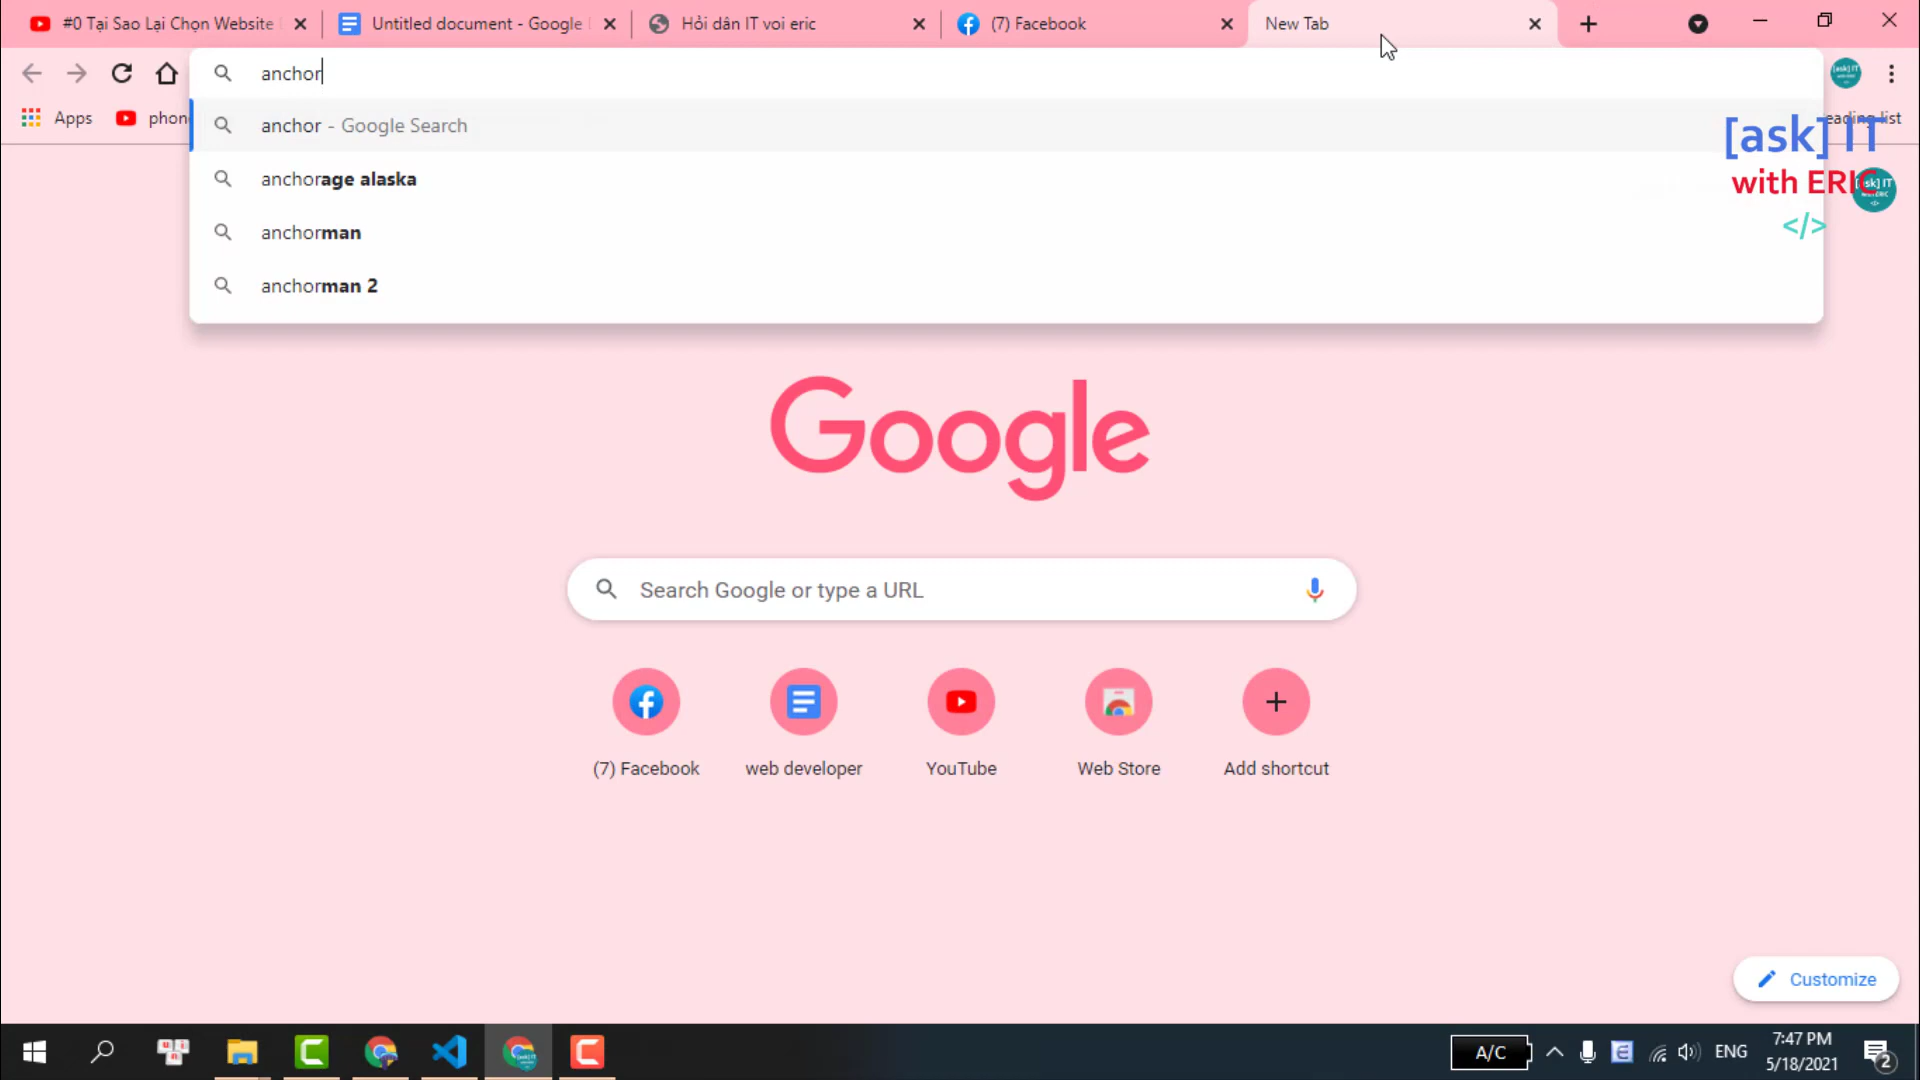 #0 Tại Sao Lại Chọn Website
Untitled document - Google
Hỏi dân IT voi eric
(7) Facebook
New Tab
anchor
Apps
anchor - Google Search
anchorage alaska
anchorman
anchorman 2
[ask] IT
with ERIC
</>
Google
Search Google or type a URL
(7) Facebook
web developer
YouTube
Web Store
Add shortcut
Customize
A/C
ENG
7:47 PM
5/18/2021
2